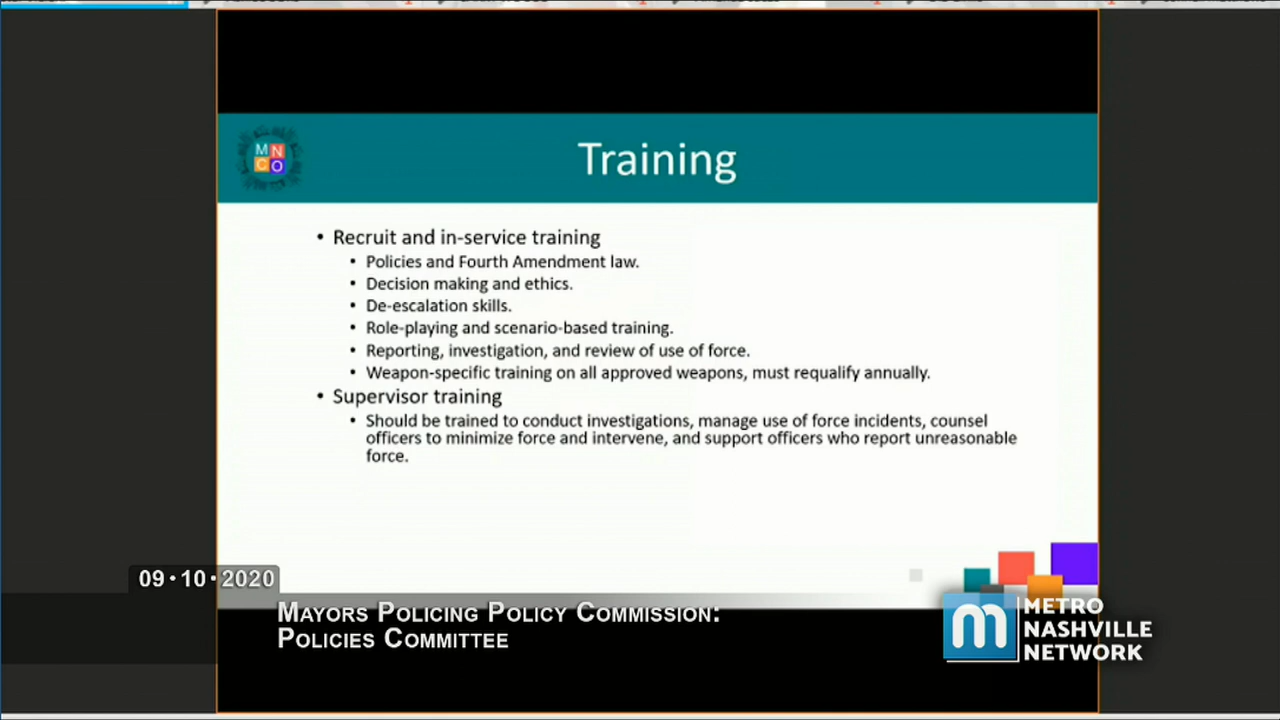 M N
C O
Training
• Recruit and in-service training
• Policies and Fourth Amendment law.
• Decision making and ethics.
• De-escalation skills.
• Role-playing and scenario-based training.
• Reporting, investigation, and review of use of force.
• Weapon-specific training on all approved weapons, must requalify annually.
• Supervisor training
• Should be trained to conduct investigations, manage use of force incidents, counsel
officers to minimize force and intervene, and support officers who report unreasonable
force.
09•10•2020
MAYORS POLICING POLICY COMMISSION:
POLICIES COMMITTEE
m
METRO
NASHVILLE
NETWORK